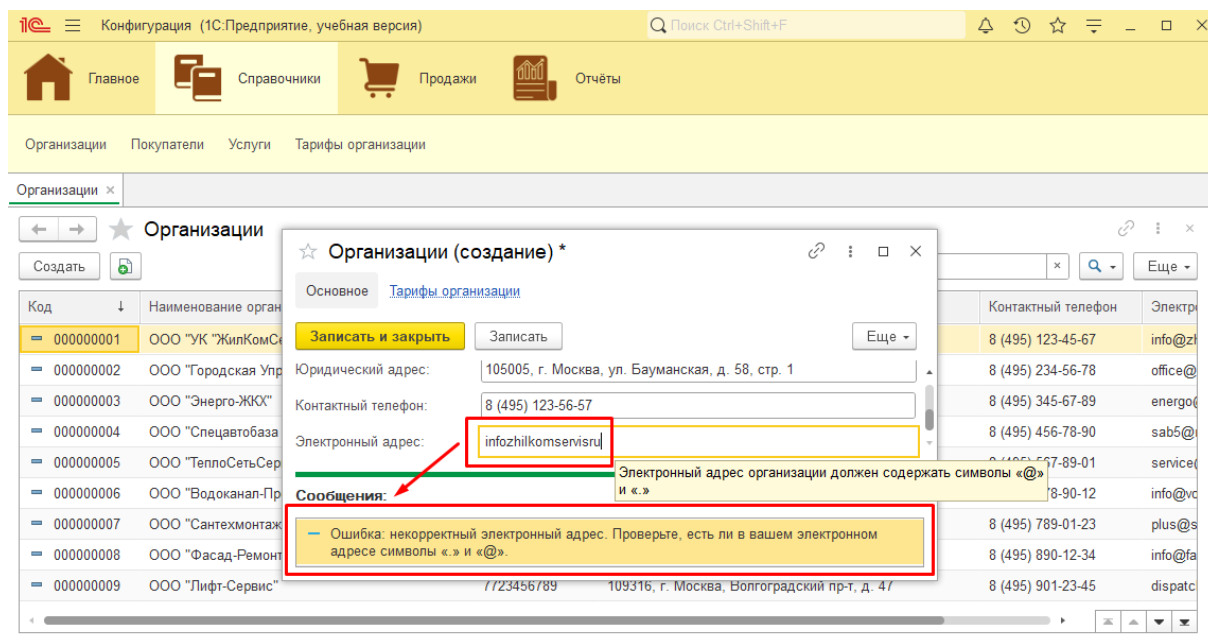 1С Конфигурация (1С:Предприятие, учебная версия) Поиск Ctrl+Shift+F
Главное Справочники Продажи Отчёты
Организации Покупатели Услуги Тарифы организации
Организации ×
Организации
Создать Еще
Код ↓ Наименование орган Контактный телефон Электро
000000001 ООО "УК "ЖилКомСе 8 (495) 123-45-67 info@zh
000000002 ООО "Городская Упр 8 (495) 234-56-78 office@
000000003 ООО "Энерго-ЖКХ" 8 (495) 345-67-89 energo@
000000004 ООО "Спецавтобаза 8 (495) 456-78-90 sab5@
000000005 ООО "ТеплоСетьСер 567-89-01 service@
000000006 ООО "Водоканал-Пр 78-90-12 info@vo
000000007 ООО "Сантехмонтаж 8 (495) 789-01-23 plus@s
000000008 ООО "Фасад-Ремонт 8 (495) 890-12-34 info@fa
000000009 ООО "Лифт-Сервис" 7723456789 109316, г. Москва, Волгоградский пр-т, д. 47 8 (495) 901-23-45 dispatc
Организации (создание) *
Основное Тарифы организации
Записать и закрыть Записать Еще
Юридический адрес: 105005, г. Москва, ул. Бауманская, д. 58, стр. 1
Контактный телефон: 8 (495) 123-56-57
Электронный адрес: infozhilkomservisru
Электронный адрес организации должен содержать символы «@»
и «.»
Сообщения:
Ошибка: некорректный электронный адрес. Проверьте, есть ли в вашем электронном
адресе символы «.» и «@».